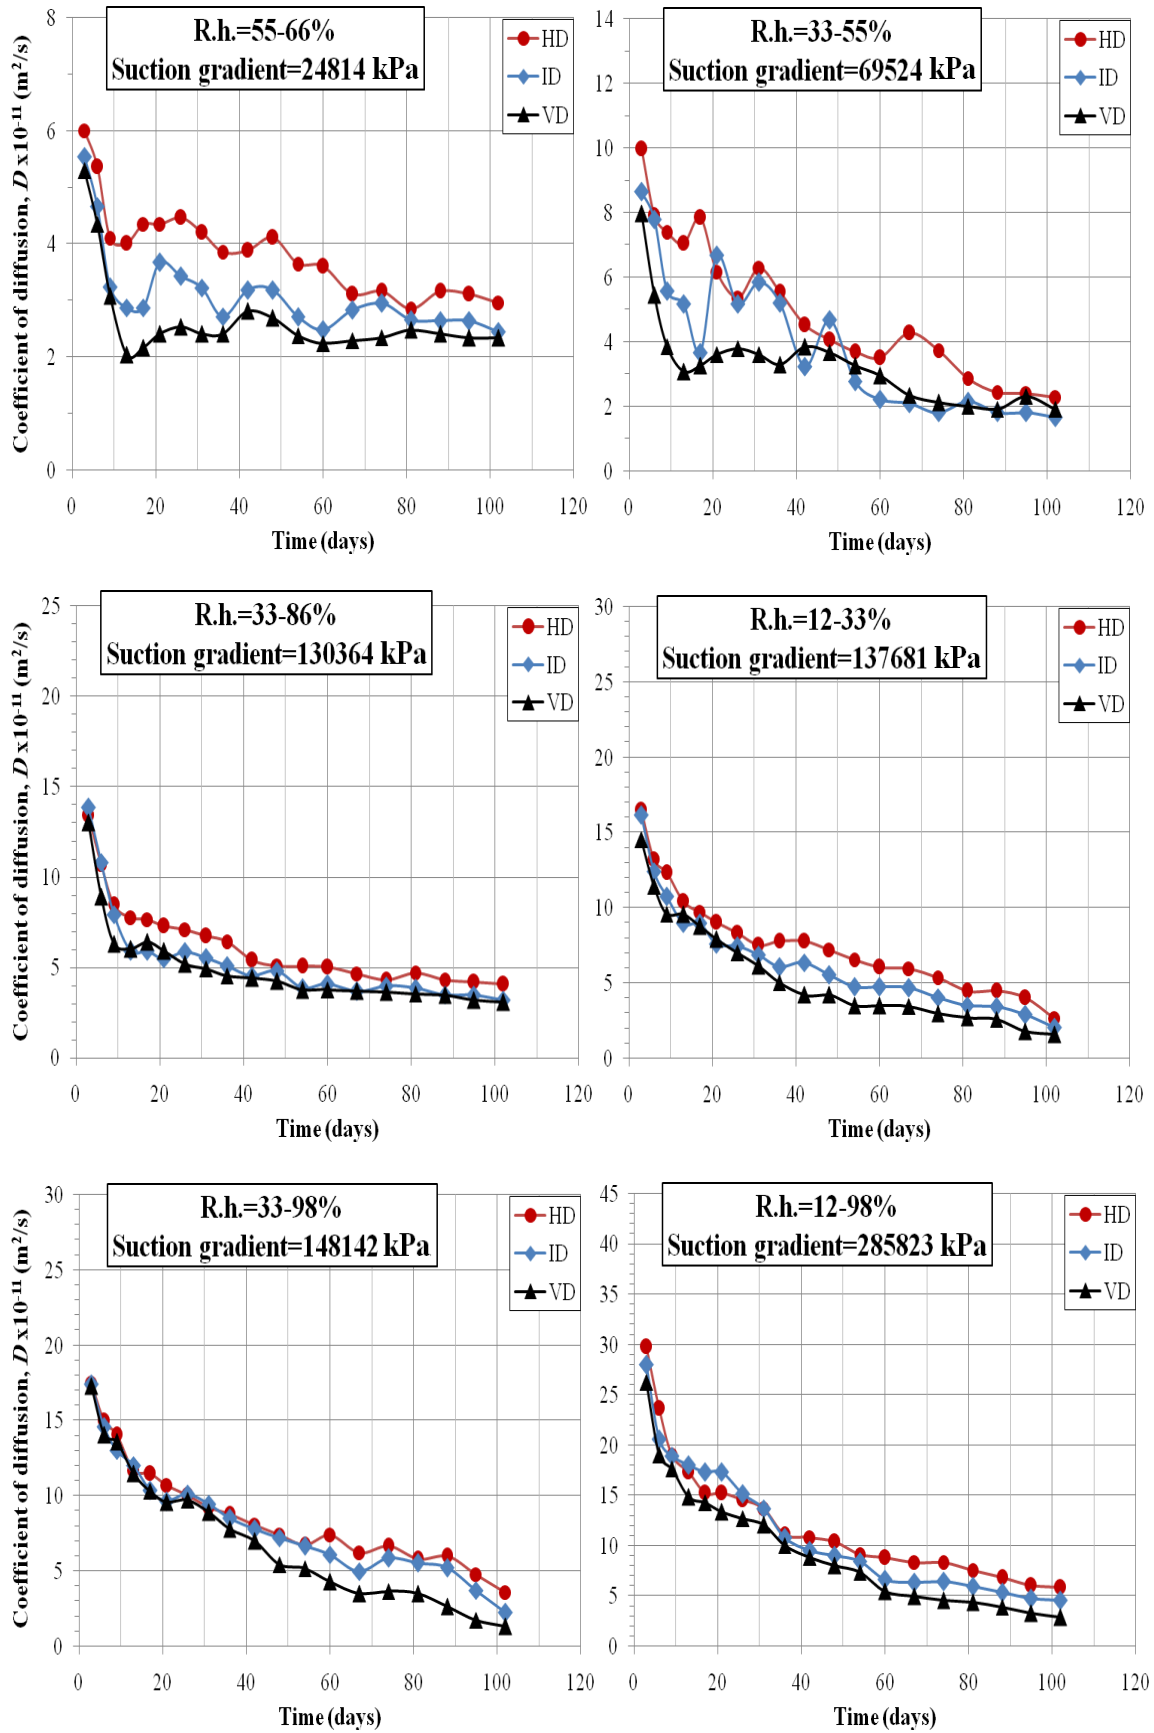 R.h.=55-66%
Suction gradient=24814 kPa
HD
ID
VD
Coefficient of diffusion, D x10⁻¹¹ (m²/s)
8
6
4
2
0
0 20 40 60 80 100 120
Time (days)
R.h.=33-55%
Suction gradient=69524 kPa
HD
ID
VD
14
12
10
8
6
4
2
0
0 20 40 60 80 100 120
Time (days)
R.h.=33-86%
Suction gradient=130364 kPa
HD
ID
VD
Coefficient of diffusion, D x10⁻¹¹ (m²/s)
25
20
15
10
5
0
0 20 40 60 80 100 120
Time (days)
R.h.=12-33%
Suction gradient=137681 kPa
HD
ID
VD
30
25
20
15
10
5
0
0 20 40 60 80 100 120
Time (days)
R.h.=33-98%
Suction gradient=148142 kPa
HD
ID
VD
Coefficient of diffusion, D x10⁻¹¹ (m²/s)
30
25
20
15
10
5
0
0 20 40 60 80 100 120
Time (days)
R.h.=12-98%
Suction gradient=285823 kPa
HD
ID
VD
45
40
35
30
25
20
15
10
5
0
0 20 40 60 80 100 120
Time (days)